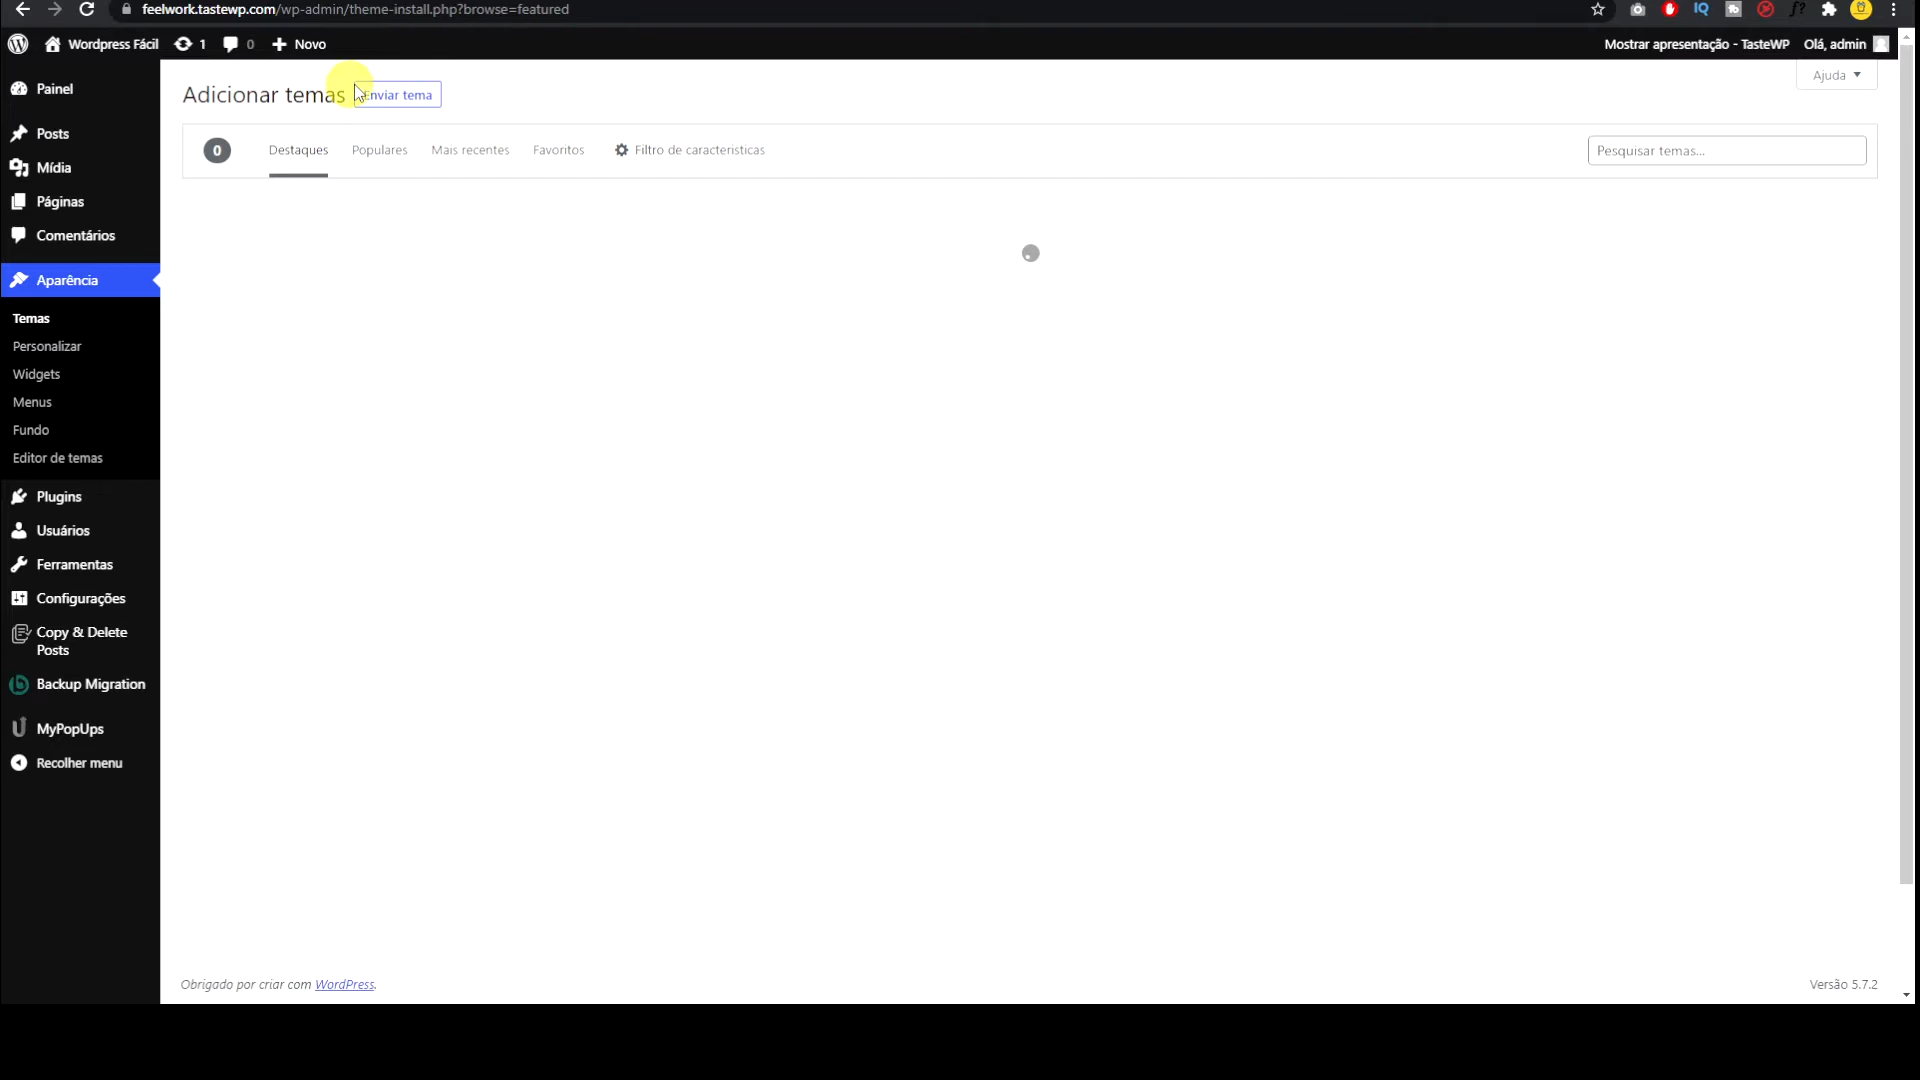 feelwork.tastewp.com/wp-admin/theme-install.php?browse=featured
Wordpress Fácil
1
0
Novo
Mostrar apresentação - TasteWP
Olá, admin
Painel
Posts
Mídia
Páginas
Comentários
Aparência
Temas
Personalizar
Widgets
Menus
Fundo
Editor de temas
Plugins
Usuários
Ferramentas
Configurações
Copy & Delete
Posts
Backup Migration
MyPopUps
Recolher menu
Ajuda
Adicionar temas
Enviar tema
0
Destaques
Populares
Mais recentes
Favoritos
Filtro de características
Pesquisar temas...
Obrigado por criar com WordPress.
Versão 5.7.2